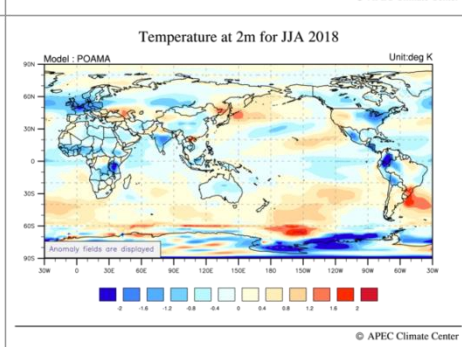 Temperature at 2m for JJA 2018
Model : POAMA
Unit:deg K
90N
60N
30N
0
30S
60S
90S
Anomaly fields are displayed
30W 0 30E 60E 90E 120E 150E 180 150W 120W 90W 60W 30W
-2 -1.6 -1.2 -0.8 -0.4 0 0.4 0.8 1.2 1.6 2
© APEC Climate Center